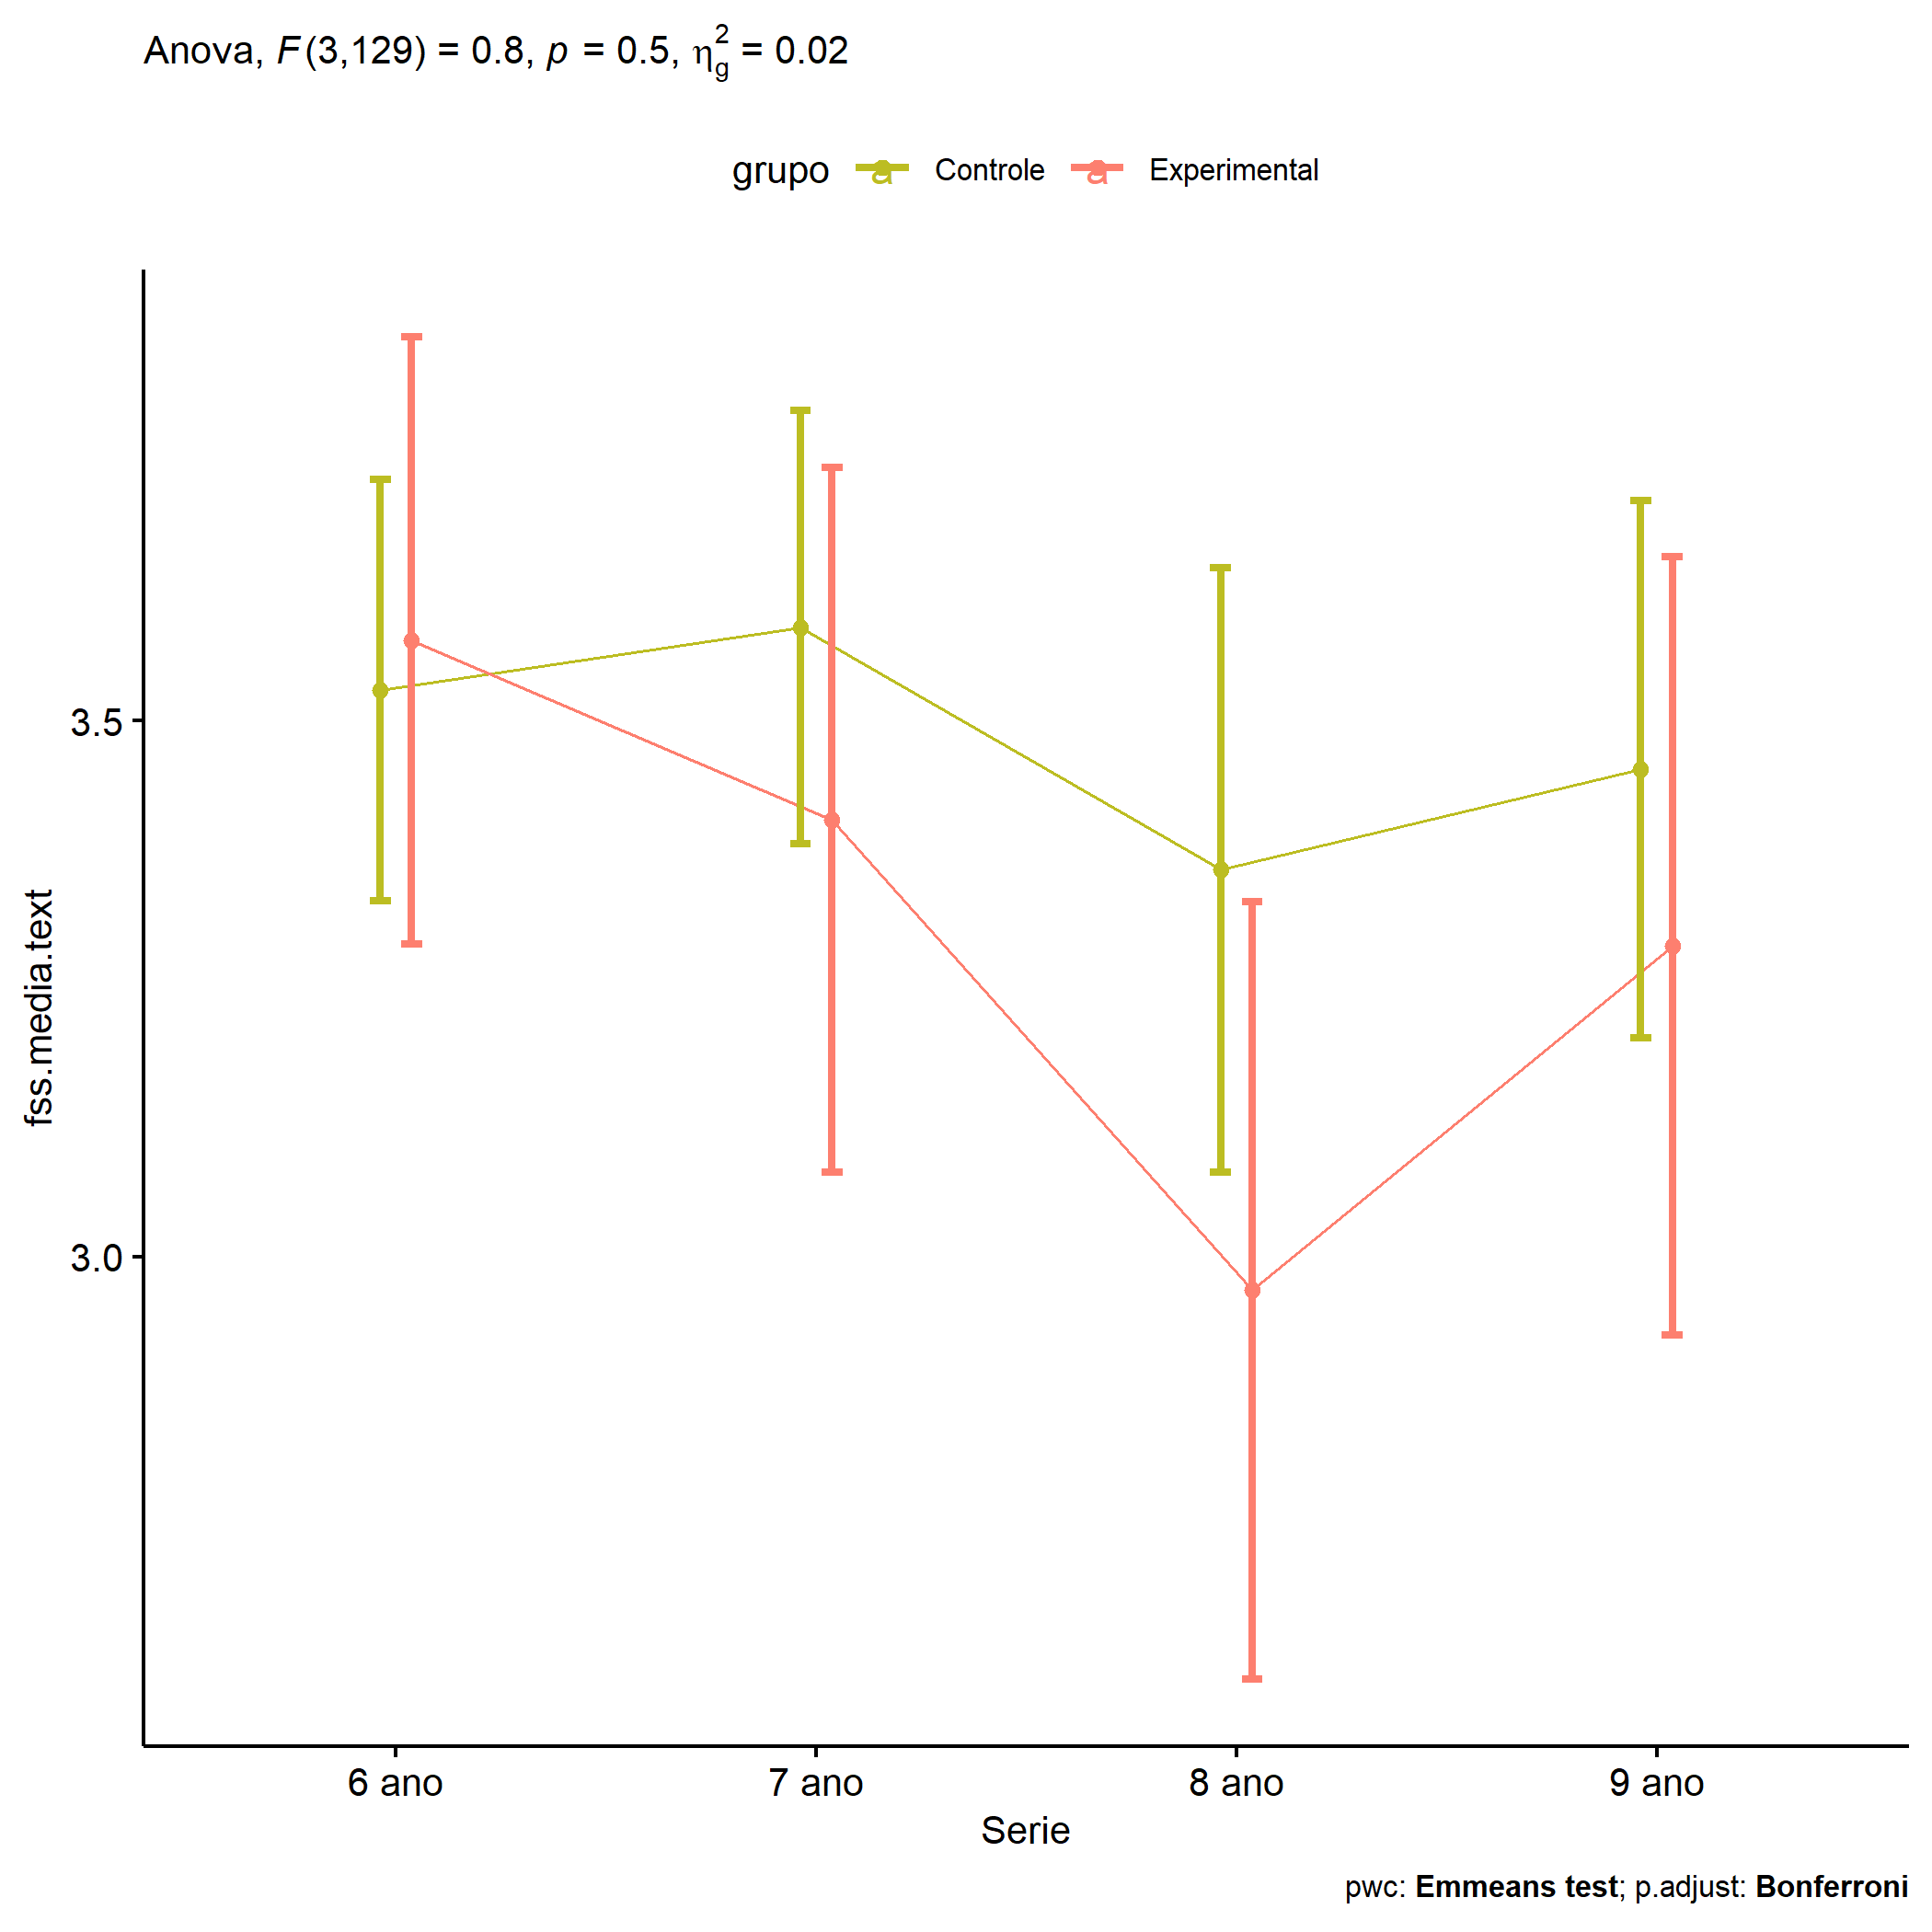 Anova, F(3,129) = 0.8, p = 0.5, η²g = 0.02
grupo a Controle a Experimental
3.5
3.0
fss.media.text
6 ano 7 ano 8 ano 9 ano
Serie
pwc: Emmeans test; p.adjust: Bonferroni